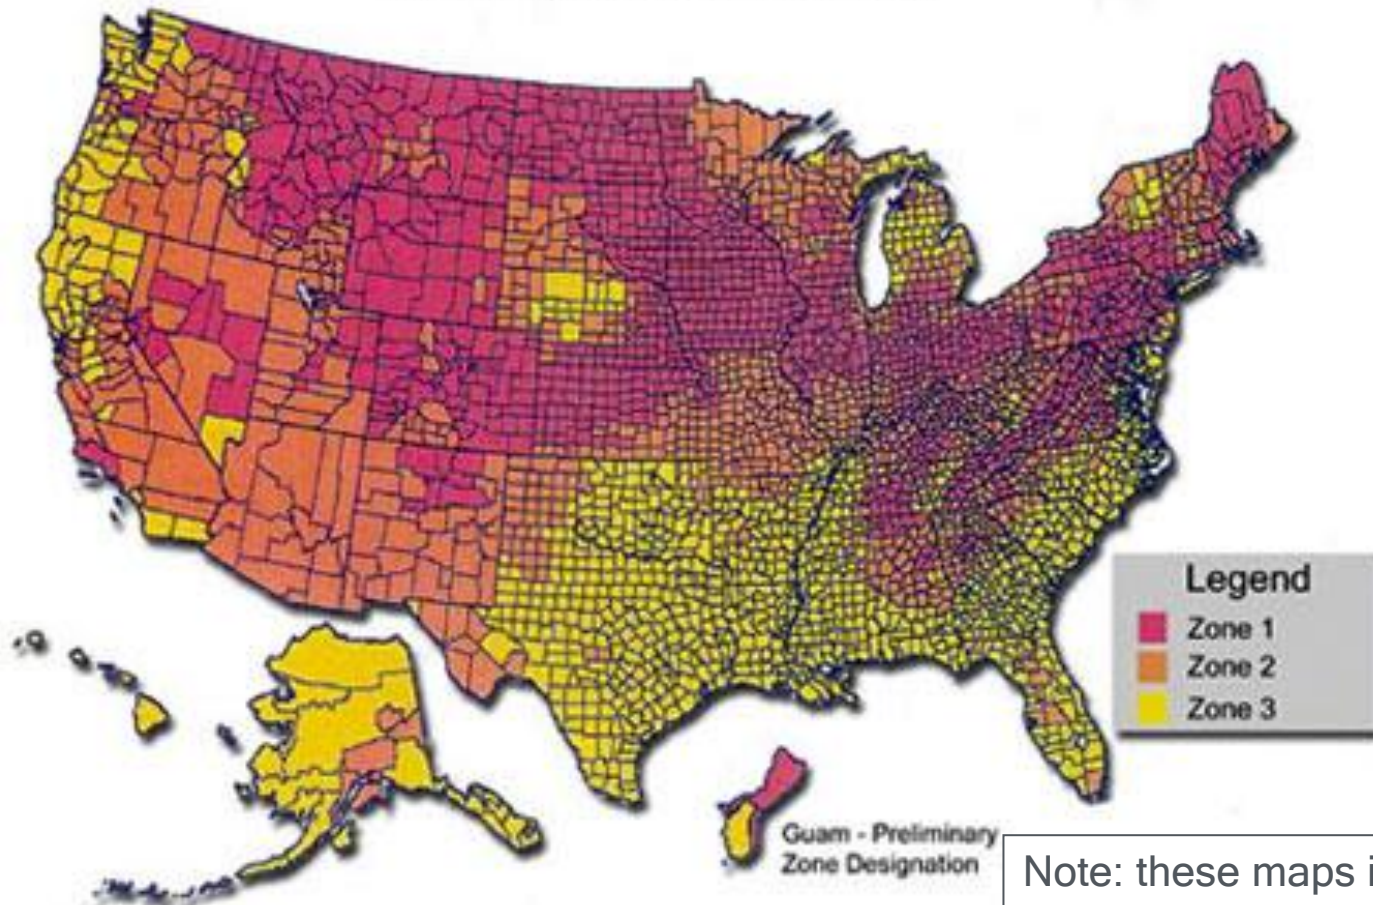 Legend
Zone 1
Zone 2
Zone 3
Guam - Preliminary
Zone Designation
Note: these maps i